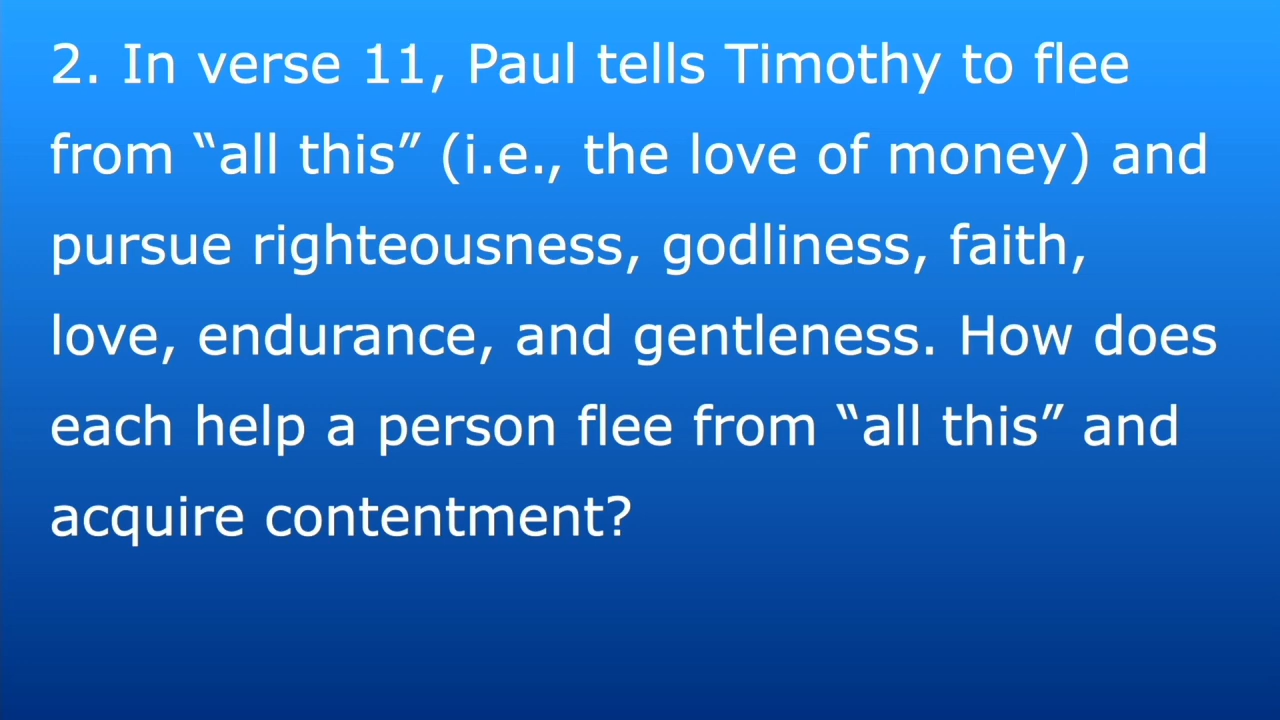 2. In verse 11, Paul tells Timothy to flee
from “all this” (i.e., the love of money) and
pursue righteousness, godliness, faith,
love, endurance, and gentleness. How does
each help a person flee from “all this” and
acquire contentment?